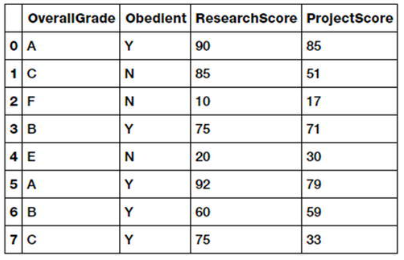 OverallGrade Obedient ResearchScore ProjectScore
0 A Y 90 85
1 C N 85 51
2 F N 10 17
3 B Y 75 71
4 E N 20 30
5 A Y 92 79
6 B Y 60 59
7 C Y 75 33